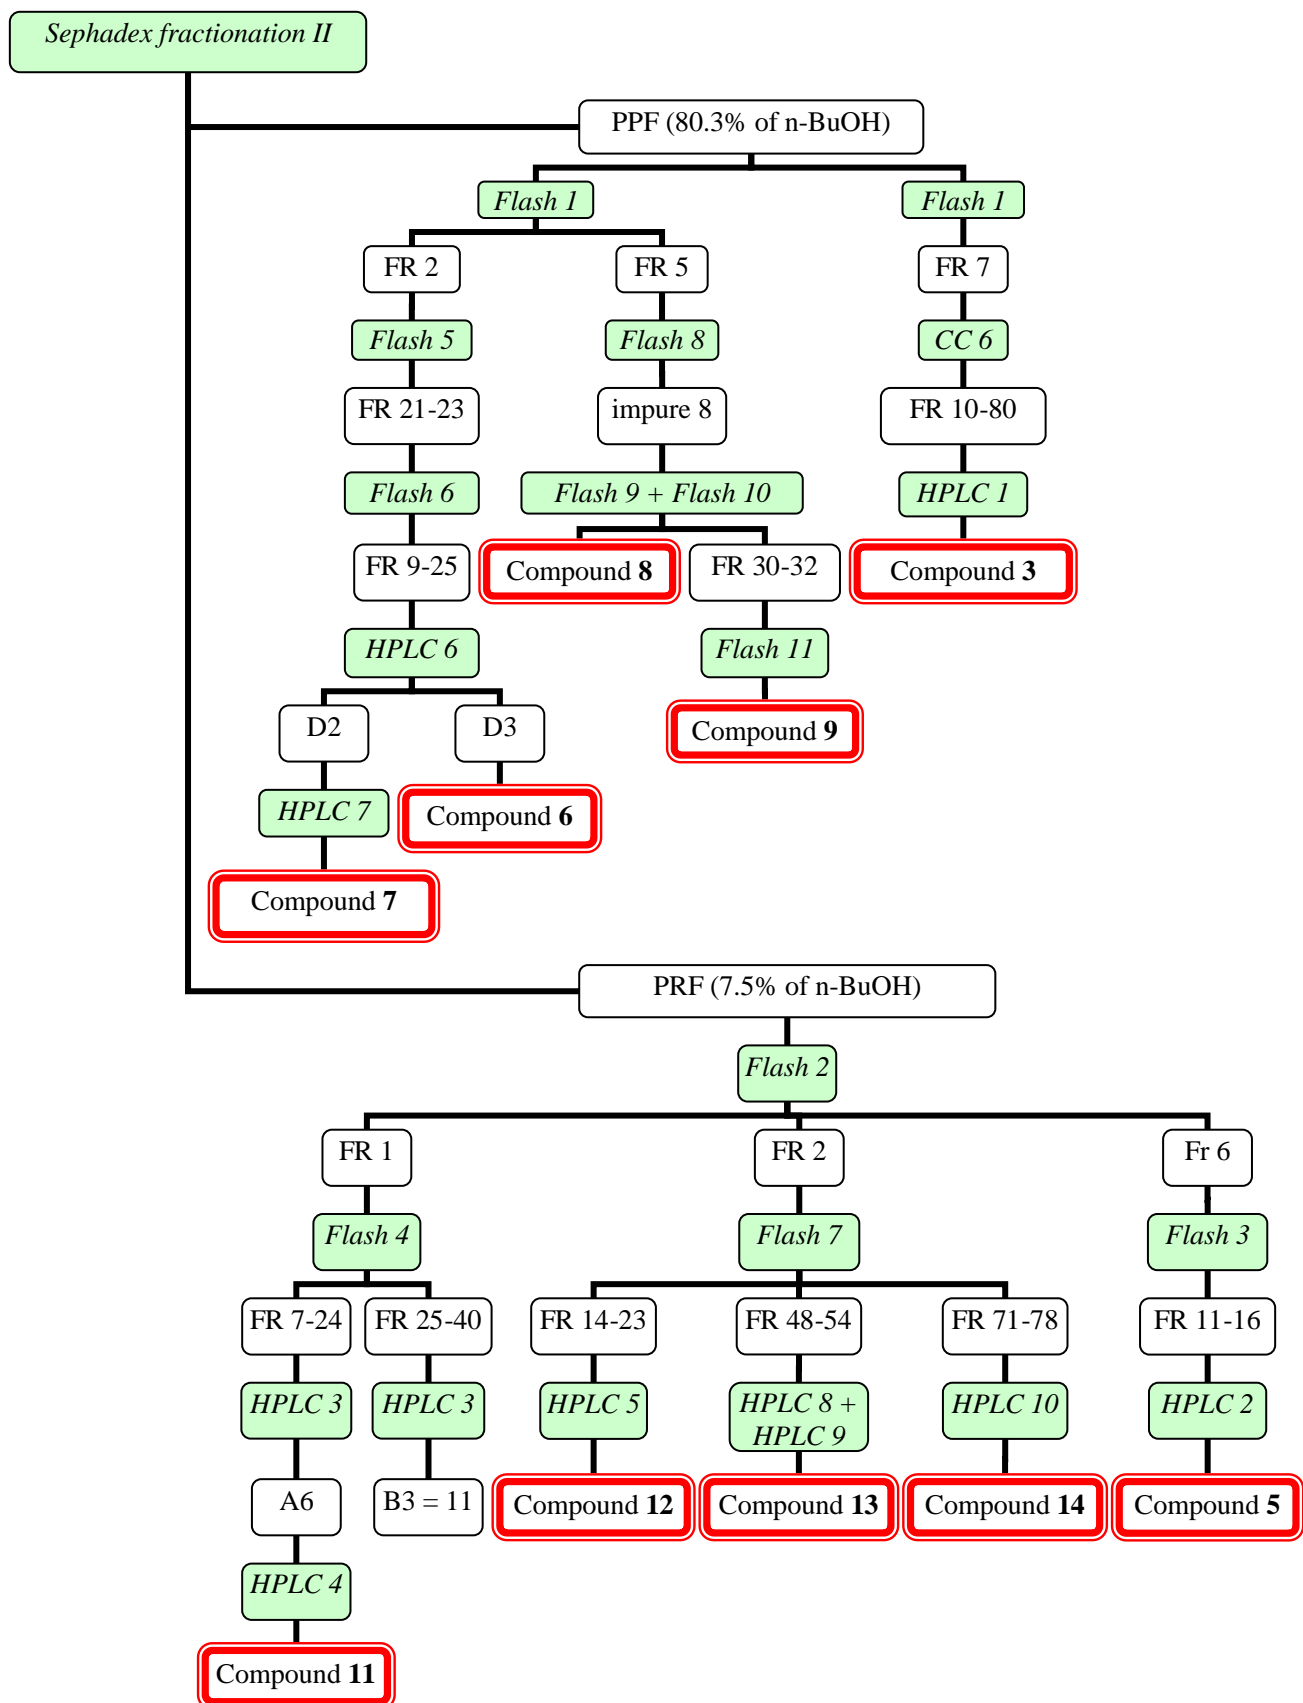 Sephadex fractionation II
PPF (80.3% of n-BuOH)
Flash 1
Flash 1
FR 2
FR 5
FR 7
Flash 5
Flash 8
CC 6
FR 21-23
impure 8
FR 10-80
Flash 6
Flash 9 + Flash 10
HPLC 1
FR 9-25
Compound 8
FR 30-32
Compound 3
HPLC 6
Flash 11
D2
D3
Compound 9
HPLC 7
Compound 6
Compound 7
PRF (7.5% of n-BuOH)
Flash 2
FR 1
FR 2
Fr 6
Flash 4
Flash 7
Flash 3
FR 7-24
FR 25-40
FR 14-23
FR 48-54
FR 71-78
FR 11-16
HPLC 3
HPLC 3
HPLC 5
HPLC 8 +
HPLC 9
HPLC 10
HPLC 2
A6
B3 = 11
Compound 12
Compound 13
Compound 14
Compound 5
HPLC 4
Compound 11